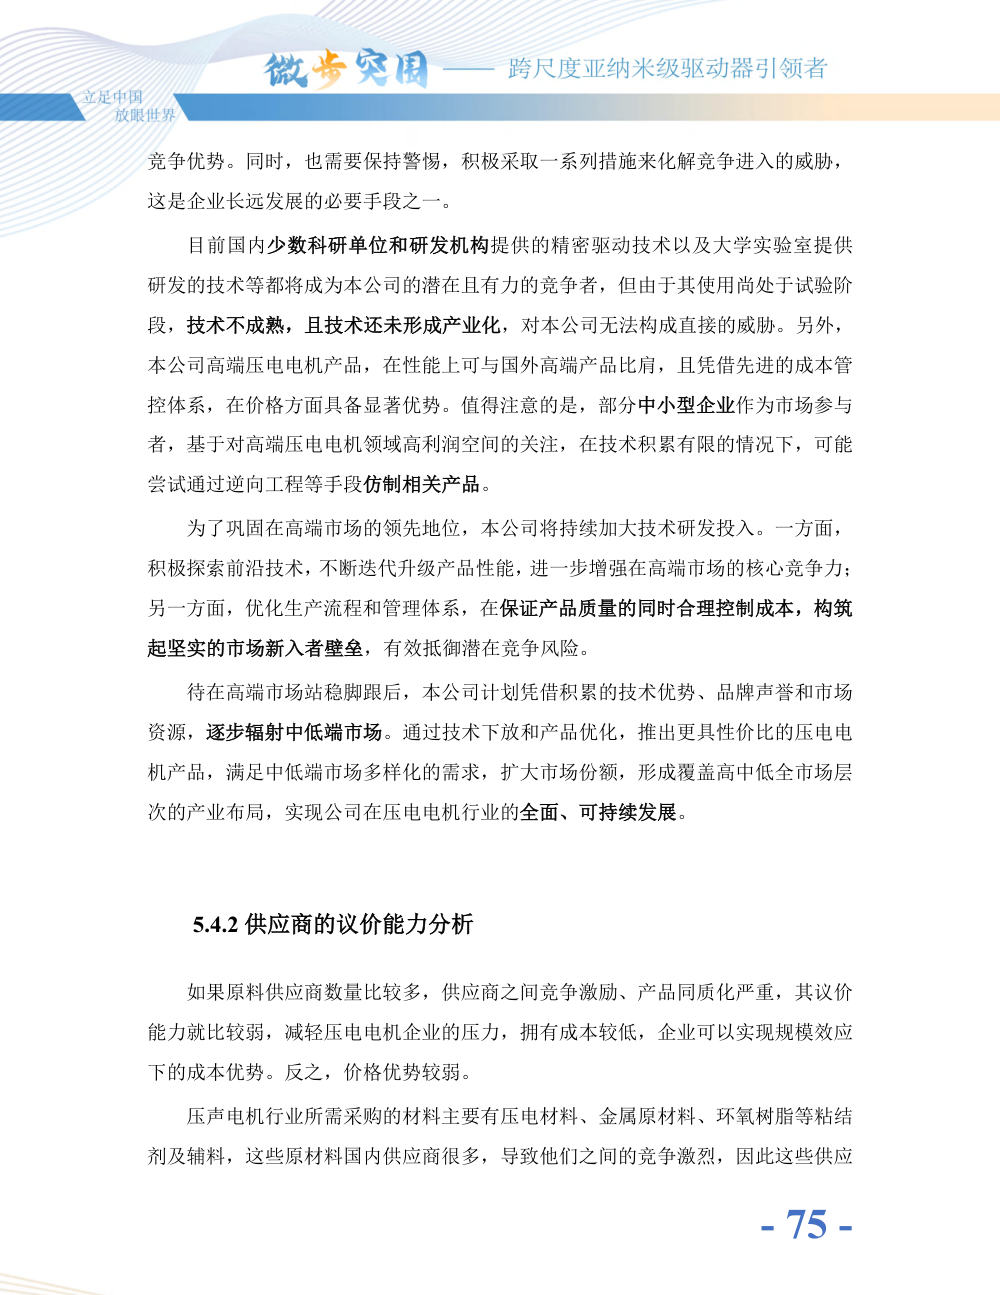 微步突围 —— 跨尺度亚纳米级驱动器引领者
立足中国
放眼世界
竞争优势。同时，也需要保持警惕，积极采取一系列措施来化解竞争进入的威胁，
这是企业长远发展的必要手段之一。
目前国内少数科研单位和研发机构提供的精密驱动技术以及大学实验室提供
研发的技术等都将成为本公司的潜在且有力的竞争者，但由于其使用尚处于试验阶
段，技术不成熟，且技术还未形成产业化，对本公司无法构成直接的威胁。另外，
本公司高端压电电机产品，在性能上可与国外高端产品比肩，且凭借先进的成本管
控体系，在价格方面具备显著优势。值得注意的是，部分中小型企业作为市场参与
者，基于对高端压电电机领域高利润空间的关注，在技术积累有限的情况下，可能
尝试通过逆向工程等手段仿制相关产品。
为了巩固在高端市场的领先地位，本公司将持续加大技术研发投入。一方面，
积极探索前沿技术，不断迭代升级产品性能，进一步增强在高端市场的核心竞争力；
另一方面，优化生产流程和管理体系，在保证产品质量的同时合理控制成本，构筑
起坚实的市场新入者壁垒，有效抵御潜在竞争风险。
待在高端市场站稳脚跟后，本公司计划凭借积累的技术优势、品牌声誉和市场
资源，逐步辐射中低端市场。通过技术下放和产品优化，推出更具性价比的压电电
机产品，满足中低端市场多样化的需求，扩大市场份额，形成覆盖高中低全市场层
次的产业布局，实现公司在压电电机行业的全面、可持续发展。
5.4.2 供应商的议价能力分析
如果原料供应商数量比较多，供应商之间竞争激励、产品同质化严重，其议价
能力就比较弱，减轻压电电机企业的压力，拥有成本较低，企业可以实现规模效应
下的成本优势。反之，价格优势较弱。
压声电机行业所需采购的材料主要有压电材料、金属原材料、环氧树脂等粘结
剂及辅料，这些原材料国内供应商很多，导致他们之间的竞争激烈，因此这些供应
- 75 -